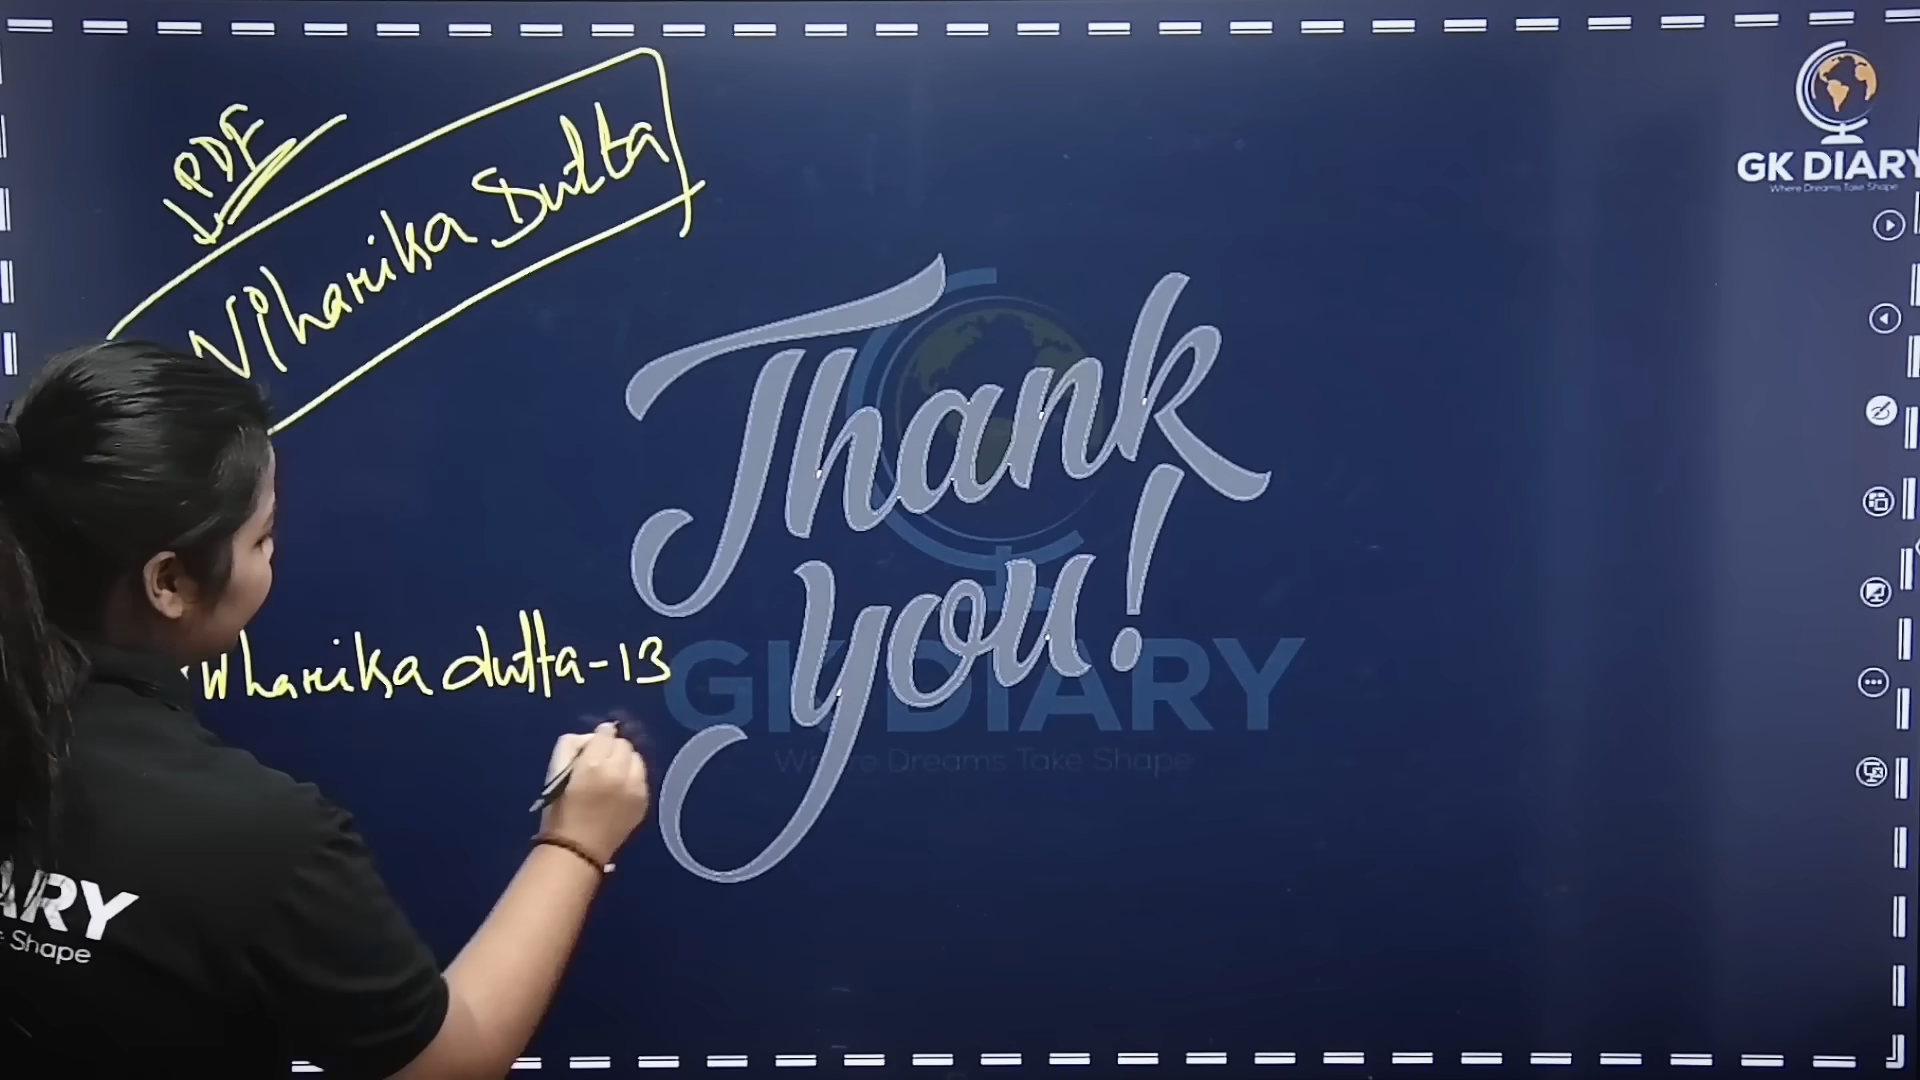 PDF
Niharika Dutta
GK DIARY
Where Dreams Take Shape
Thank
you!
niharika dutta-13
GK DIARY
Where Dreams Take Shape
ARY
Shape